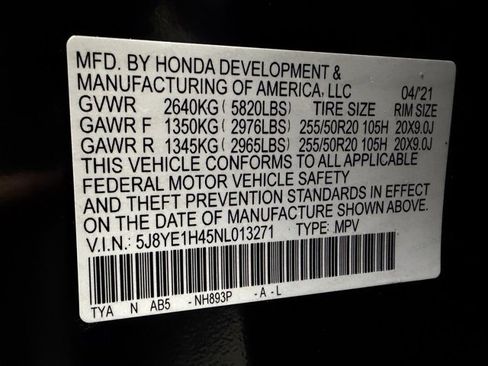 MFD. BY HONDA DEVELOPMENT &
MANUFACTURING OF AMERICA, LLC 04/'21
GVWR 2640KG ( 5820LBS) TIRE SIZE RIM SIZE
GAWR F 1350KG ( 2976LBS) 255/50R20 105H 20X9.0J
GAWR R 1345KG ( 2965LBS) 255/50R20 105H 20X9.0J
THIS VEHICLE CONFORMS TO ALL APPLICABLE
FEDERAL MOTOR VEHICLE SAFETY
AND THEFT PREVENTION STANDARDS IN EFFECT
ON THE DATE OF MANUFACTURE SHOWN ABOVE.
V.I.N.: 5J8YE1H45NL013271 TYPE: MPV
TYA N AB5 -NH893P -A-L